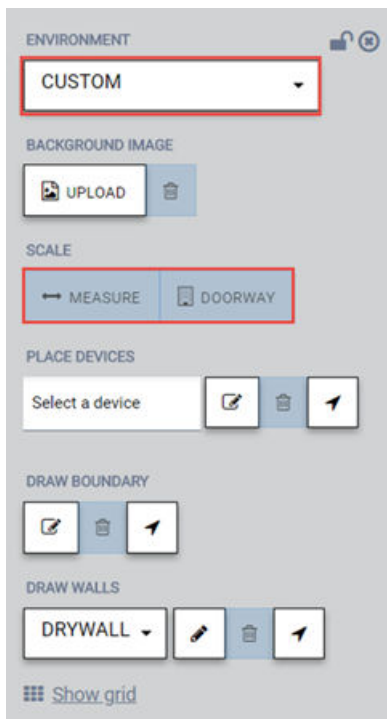 ENVIRONMENT
CUSTOM
BACKGROUND IMAGE
UPLOAD
SCALE
MEASURE DOORWAY
PLACE DEVICES
Select a device
DRAW BOUNDARY
DRAW WALLS
DRYWALL
Show grid